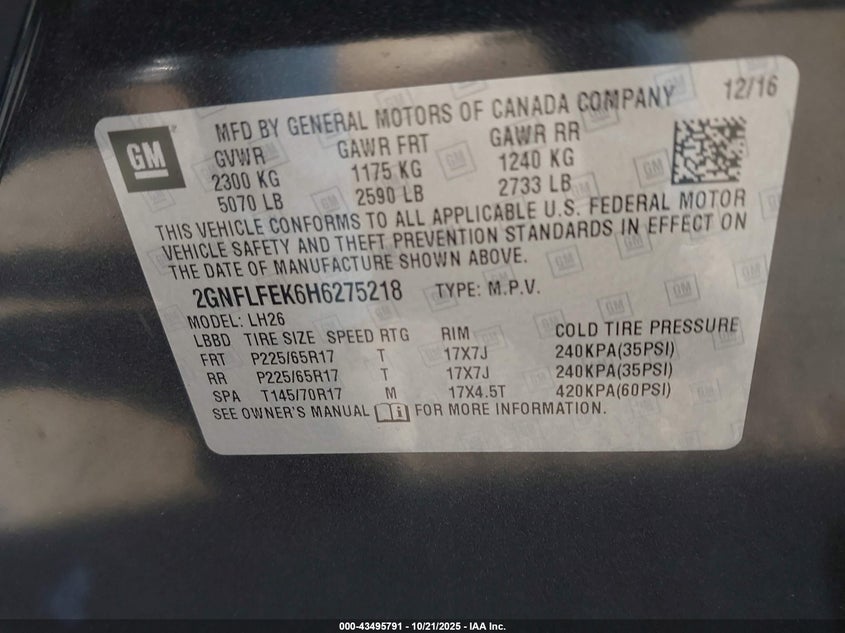 GM
MFD BY GENERAL MOTORS OF CANADA COMPANY 12/16
GVWR GAWR FRT GAWR RR
2300 KG 1175 KG 1240 KG
5070 LB 2590 LB 2733 LB
THIS VEHICLE CONFORMS TO ALL APPLICABLE U.S. FEDERAL MOTOR
VEHICLE SAFETY AND THEFT PREVENTION STANDARDS IN EFFECT ON
THE DATE OF MANUFACTURE SHOWN ABOVE.
2GNFLFEK6H6275218 TYPE: M.P.V.
MODEL: LH26
LBBD TIRE SIZE SPEED RTG RIM COLD TIRE PRESSURE
FRT P225/65R17 T 17X7J 240KPA(35PSI)
RR P225/65R17 T 17X7J 240KPA(35PSI)
SPA T145/70R17 M 17X4.5T 420KPA(60PSI)
SEE OWNER'S MANUAL FOR MORE INFORMATION.
000-43495791 - 10/21/2025 - IAA Inc.